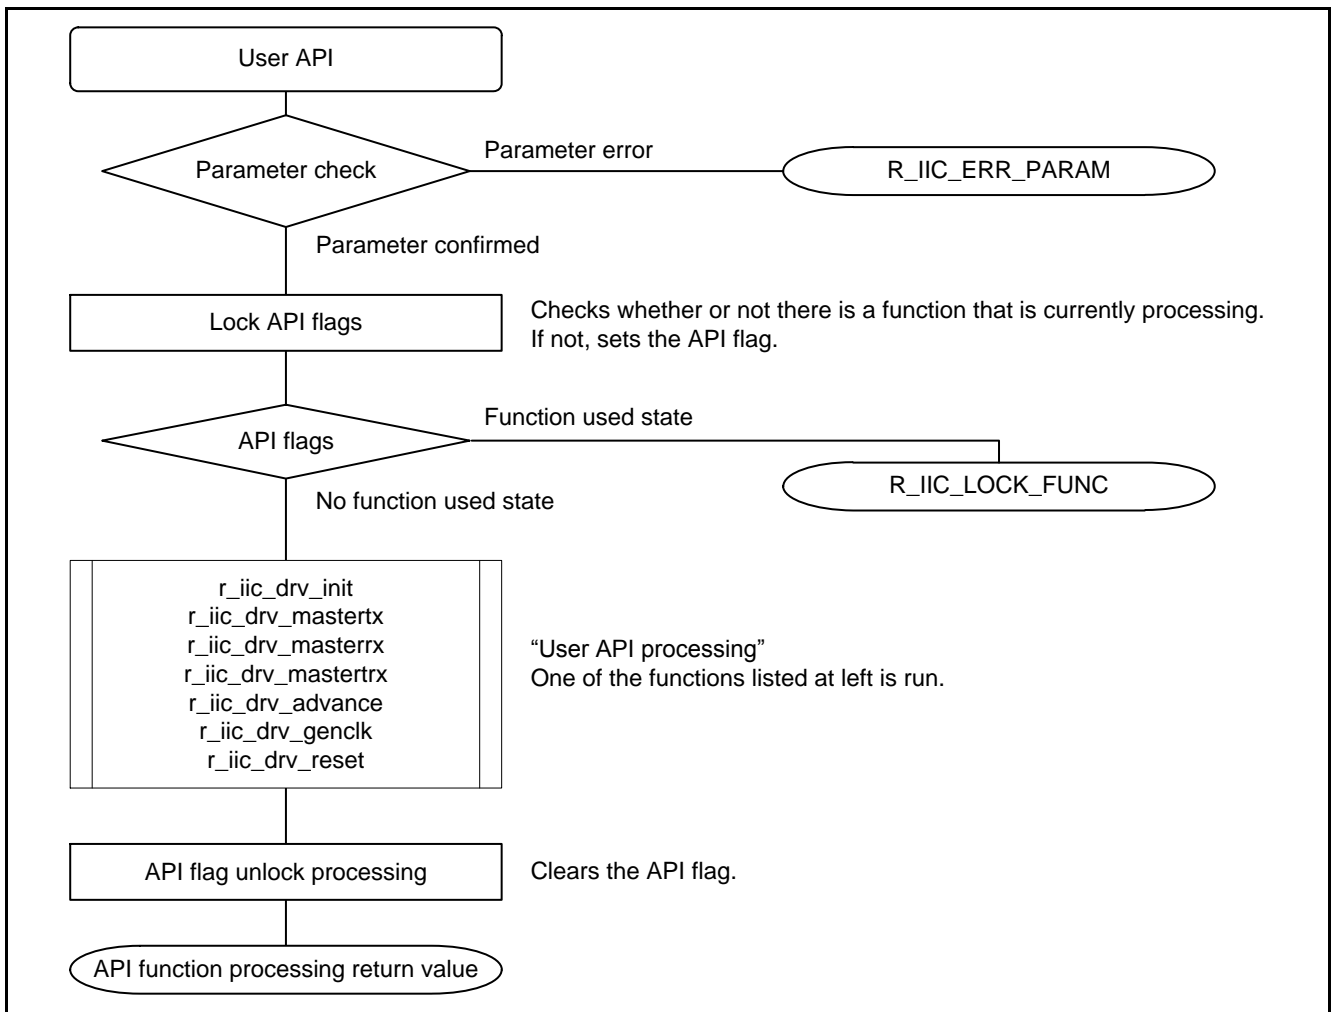 User API
Parameter check
Parameter error
R_IIC_ERR_PARAM
Parameter confirmed
Lock API flags
Checks whether or not there is a function that is currently processing.
If not, sets the API flag.
API flags
Function used state
R_IIC_LOCK_FUNC
No function used state
r_iic_drv_init
r_iic_drv_mastertx
r_iic_drv_masterrx
r_iic_drv_mastertrx
r_iic_drv_advance
r_iic_drv_genclk
r_iic_drv_reset
“User API processing”
One of the functions listed at left is run.
API flag unlock processing
Clears the API flag.
API function processing return value